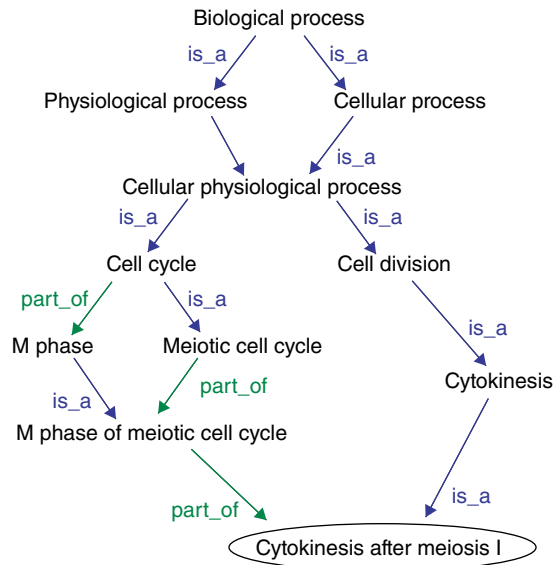 Biological process
is_a
is_a
Physiological process
Cellular process
is_a
Cellular physiological process
is_a
is_a
Cell cycle
Cell division
part_of
is_a
is_a
M phase
Meiotic cell cycle
Cytokinesis
is_a
part_of
M phase of meiotic cell cycle
is_a
part_of
Cytokinesis after meiosis I